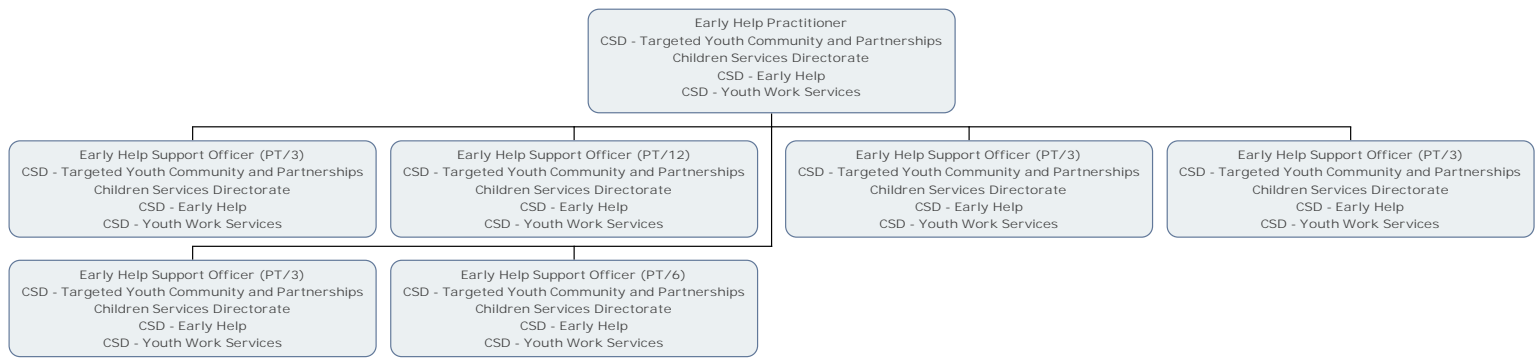 Early Help Practitioner
CSD - Targeted Youth Community and Partnerships
Children Services Directorate
CSD - Early Help
CSD - Youth Work Services
Early Help Support Officer (PT/3)
CSD - Targeted Youth Community and Partnerships
Children Services Directorate
CSD - Early Help
CSD - Youth Work Services
Early Help Support Officer (PT/12)
CSD - Targeted Youth Community and Partnerships
Children Services Directorate
CSD - Early Help
CSD - Youth Work Services
Early Help Support Officer (PT/3)
CSD - Targeted Youth Community and Partnerships
Children Services Directorate
CSD - Early Help
CSD - Youth Work Services
Early Help Support Officer (PT/3)
CSD - Targeted Youth Community and Partnerships
Children Services Directorate
CSD - Early Help
CSD - Youth Work Services
Early Help Support Officer (PT/3)
CSD - Targeted Youth Community and Partnerships
Children Services Directorate
CSD - Early Help
CSD - Youth Work Services
Early Help Support Officer (PT/6)
CSD - Targeted Youth Community and Partnerships
Children Services Directorate
CSD - Early Help
CSD - Youth Work Services